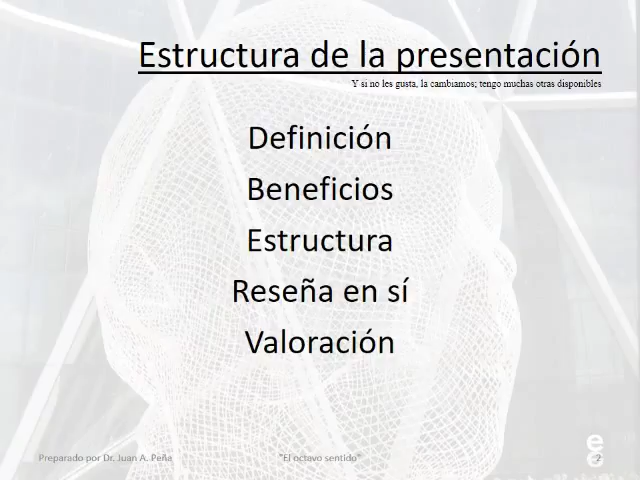 Estructura de la presentación
Y si no les gusta, la cambiamos; tengo muchas otras disponibles
Definición
Beneficios
Estructura
Reseña en sí
Valoración
Preparado por Dr. Juan A. Peña
"El octavo sentido"
2